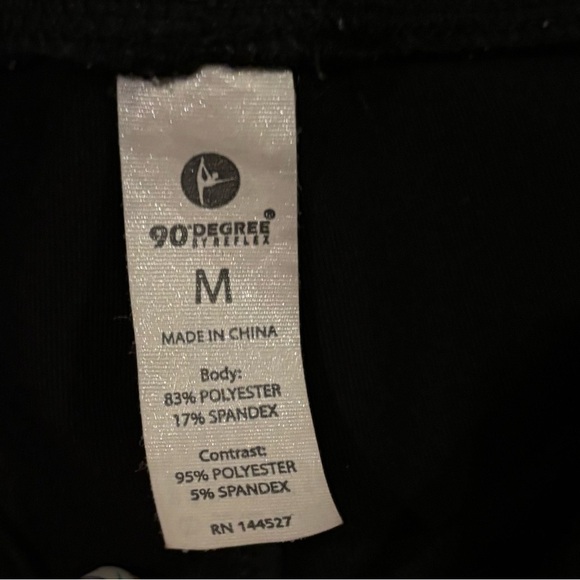 90°DEGREE®
BY REFLEX
M
MADE IN CHINA
Body:
83% POLYESTER
17% SPANDEX
Contrast:
95% POLYESTER
5% SPANDEX
RN 144527